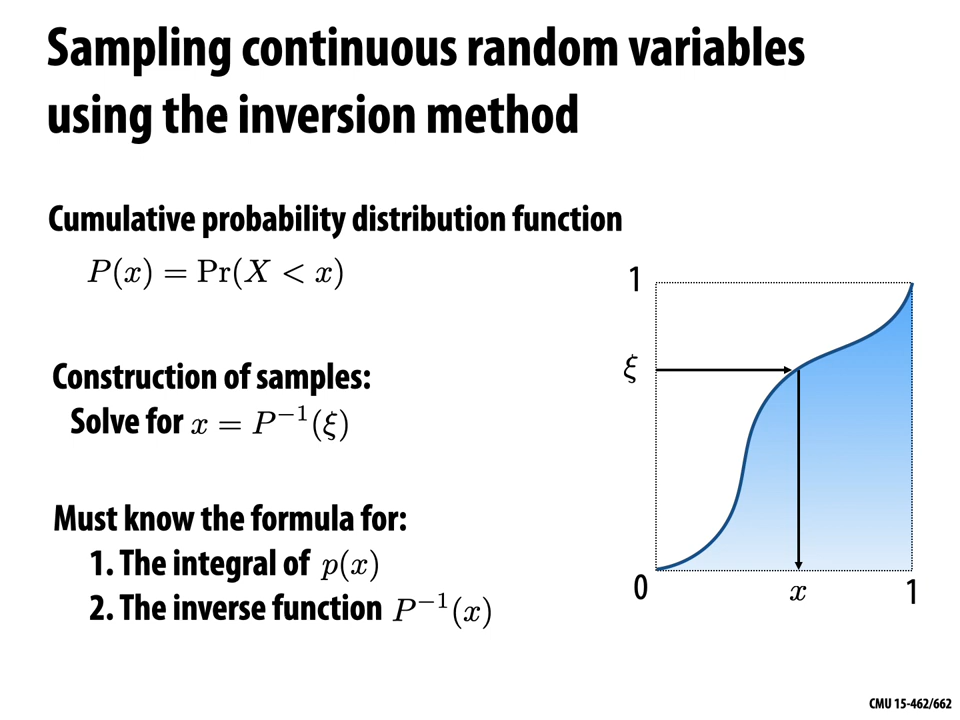 Sampling continuous random variables
using the inversion method
Cumulative probability distribution function
P(x) = Pr(X < x)
Construction of samples:
Solve for x = P⁻¹(ξ)
Must know the formula for:
1. The integral of p(x)
2. The inverse function P⁻¹(x)
1
ξ
0
x
1
CMU 15-462/662